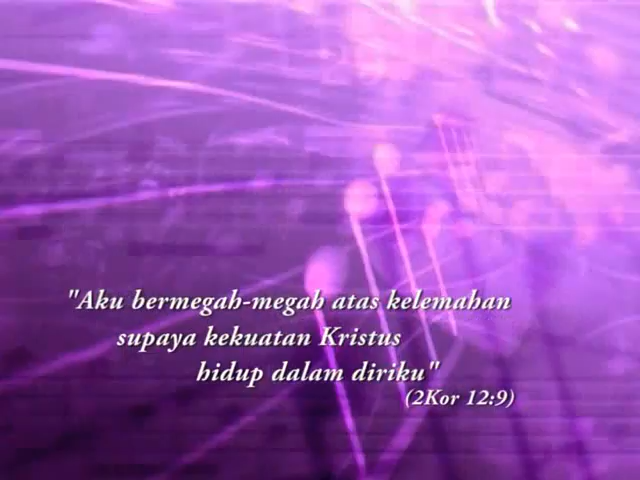 "Aku bermegah-megah atas kelemahan
supaya kekuatan Kristus
hidup dalam diriku"
(2Kor 12:9)